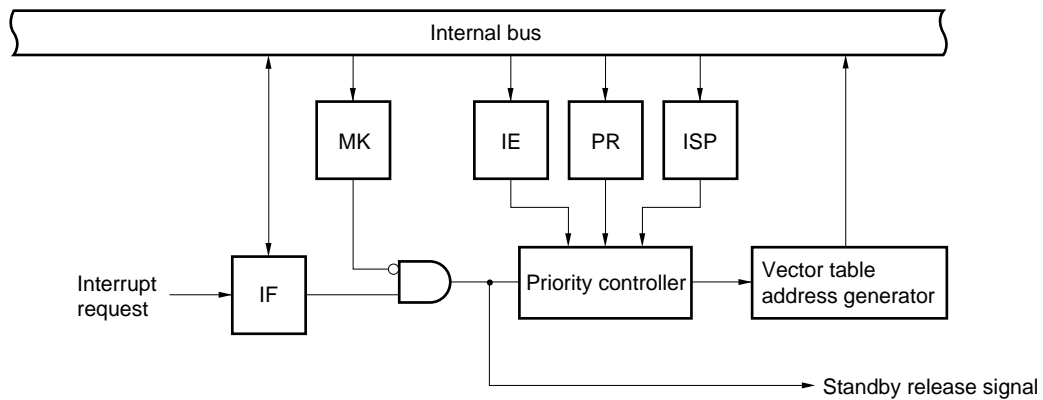 Internal bus
MK
IE
PR
ISP
Interrupt
request
IF
Priority controller
Vector table
address generator
Standby release signal